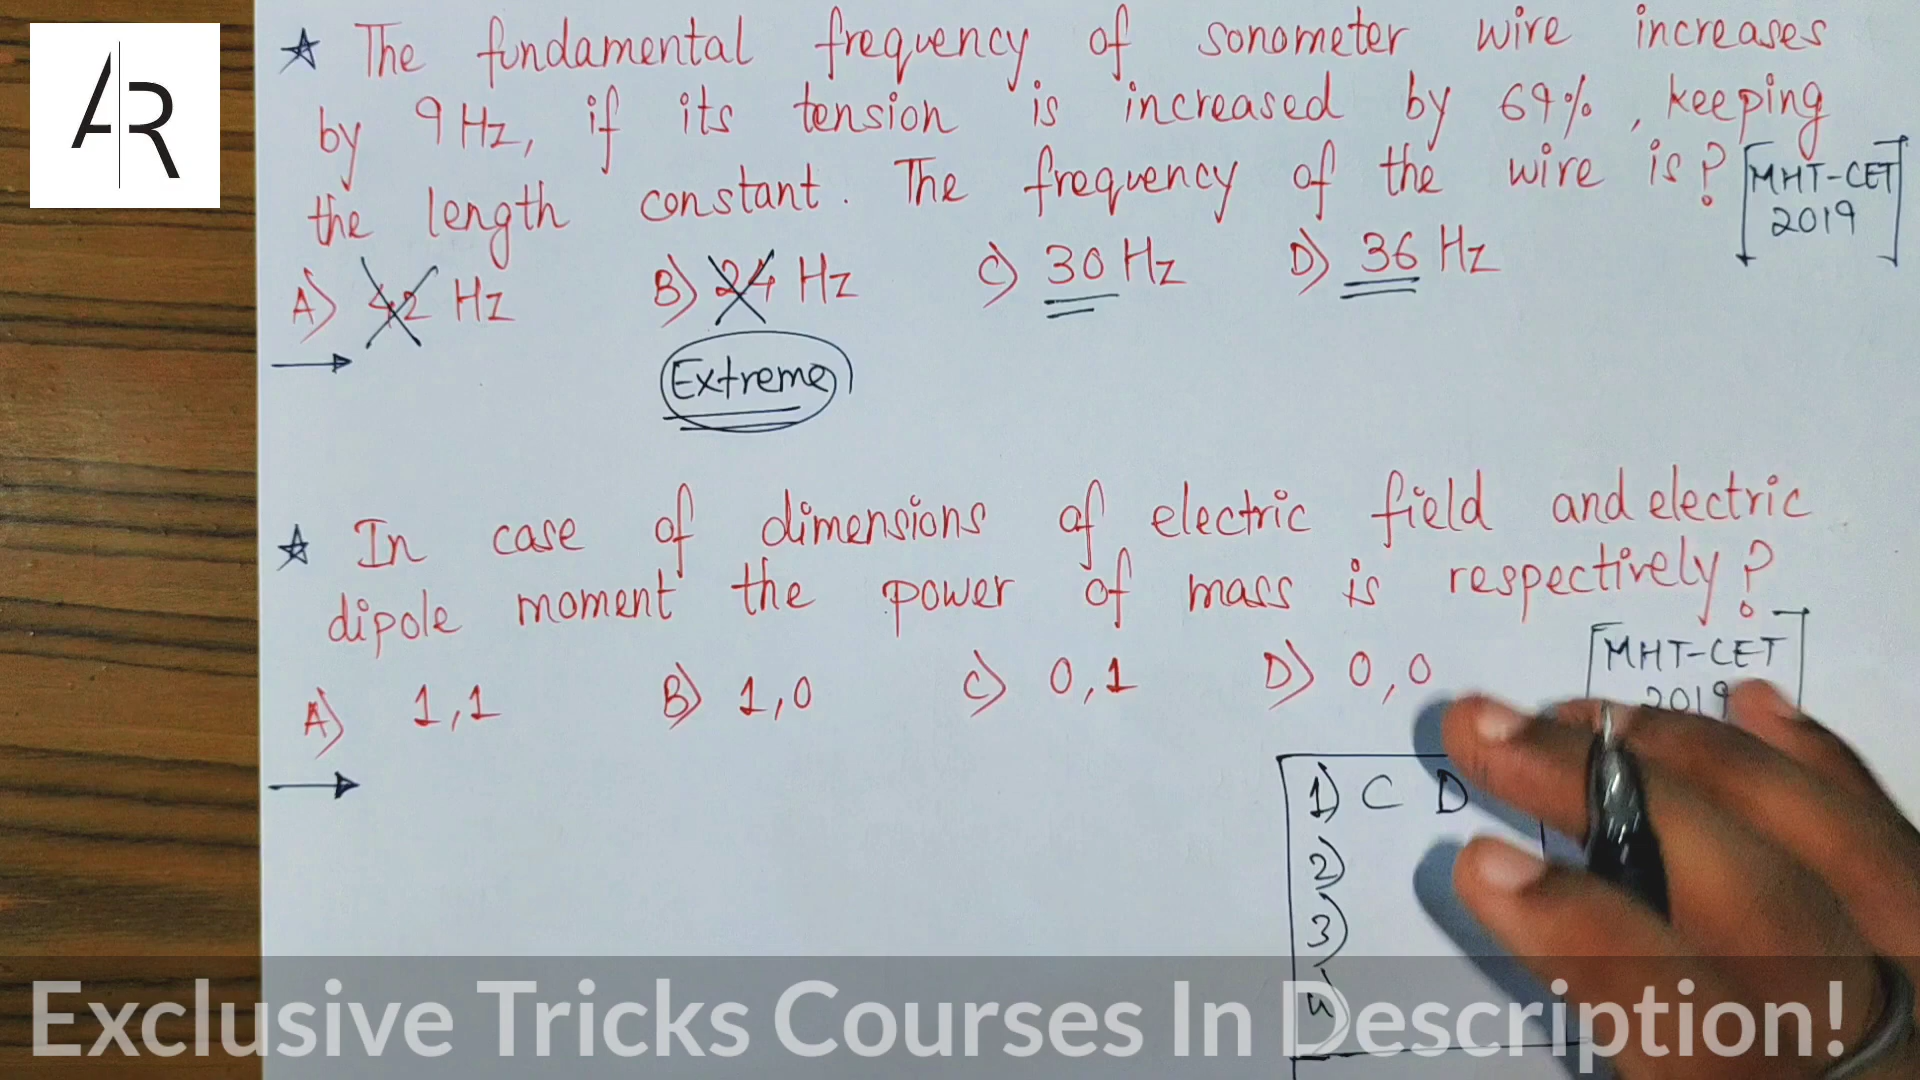 AR
★ The fundamental frequency of sonometer wire increases
by 9 Hz, if its tension is increased by 69%, keeping
the length constant. The frequency of the wire is?
[MHT-CET
2019]
A) 42 Hz B) 24 Hz C) 30 Hz D) 36 Hz
Extreme
★ In case of dimensions of electric field and electric
dipole moment the power of mass is respectively?
[MHT-CET
2019
A) 1,1 B) 1,0 C) 0,1 D) 0,0
1) C D
2)
3)
4
Exclusive Tricks Courses In Description!